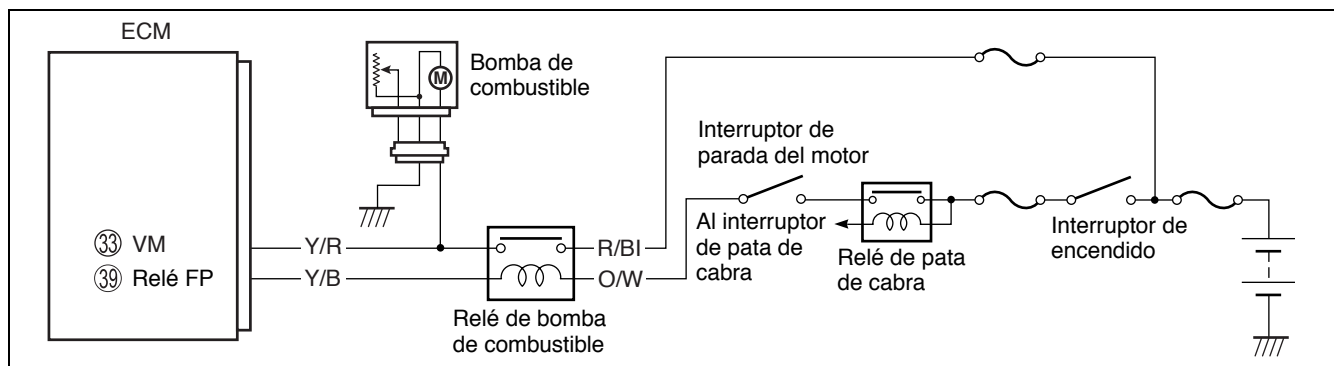 ECM
Bomba de
combustible
M
Interruptor de
parada del motor
Al interruptor
de pata de
cabra
Relé de pata
de cabra
Interruptor de
encendido
33 VM
39 Relé FP
Y/R
Y/B
R/Bl
O/W
Relé de bomba
de combustible